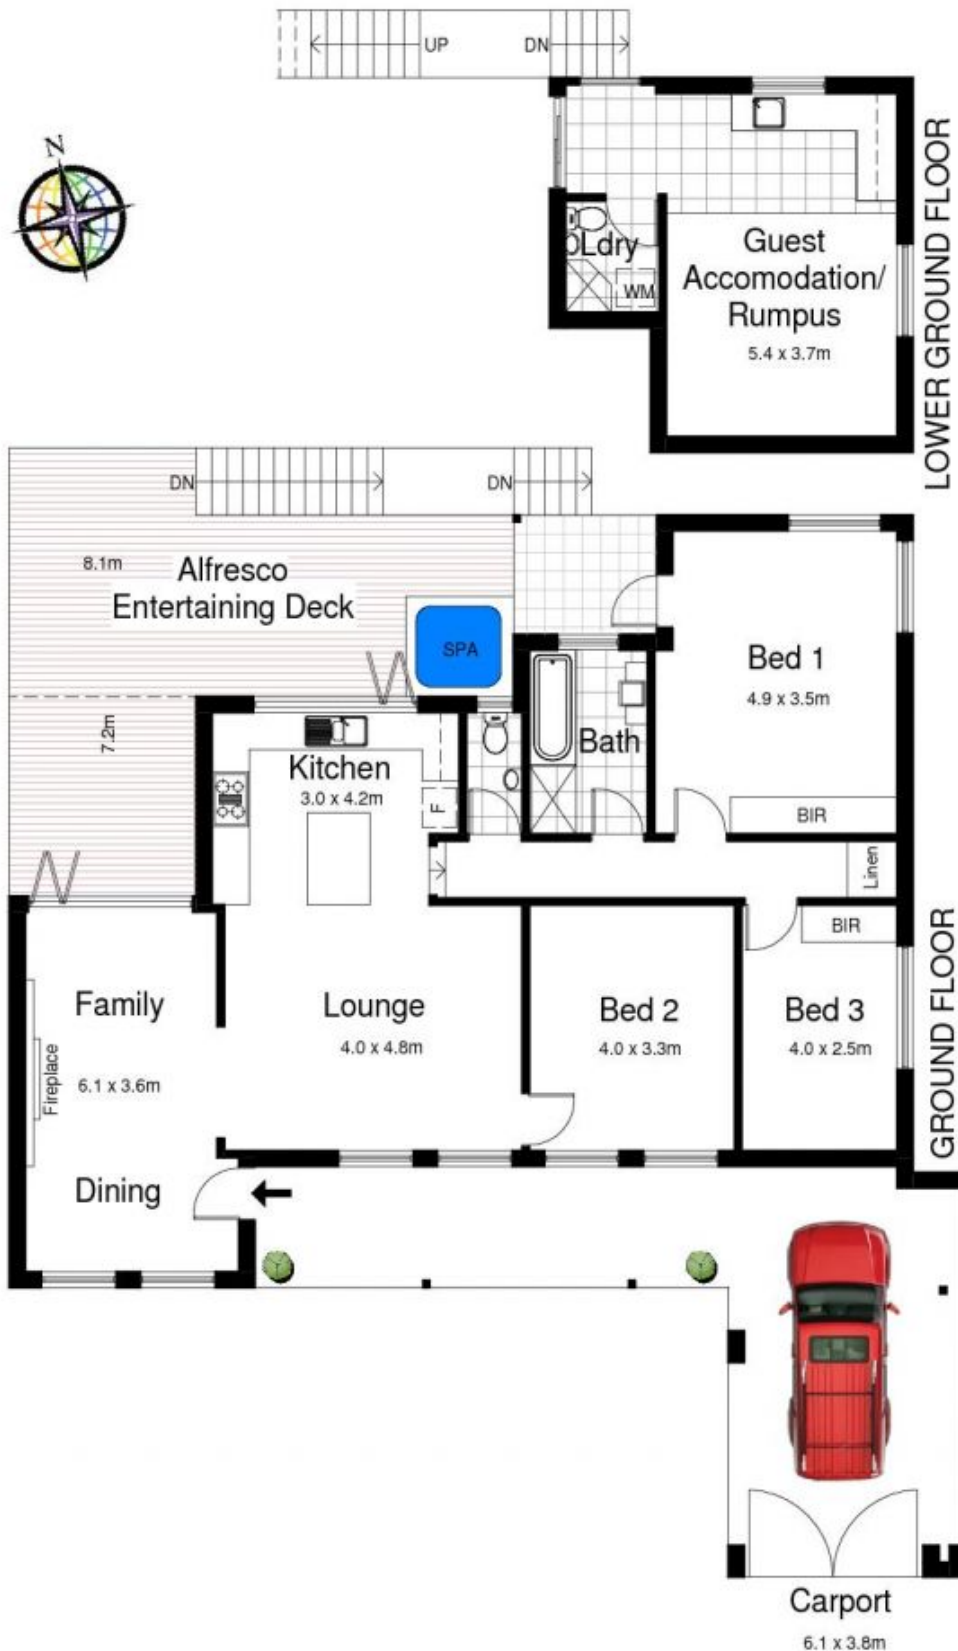 UP
DN
N
LOWER GROUND FLOOR
Ldry
WM
Guest
Accomodation/
Rumpus
5.4 x 3.7m
DN
DN
8.1m
Alfresco
Entertaining Deck
SPA
7.2m
Bed 1
4.9 x 3.5m
BIR
Bath
Kitchen
3.0 x 4.2m
F
Linen
BIR
Family
6.1 x 3.6m
Fireplace
Lounge
4.0 x 4.8m
Bed 2
4.0 x 3.3m
Bed 3
4.0 x 2.5m
GROUND FLOOR
Dining
Carport
6.1 x 3.8m